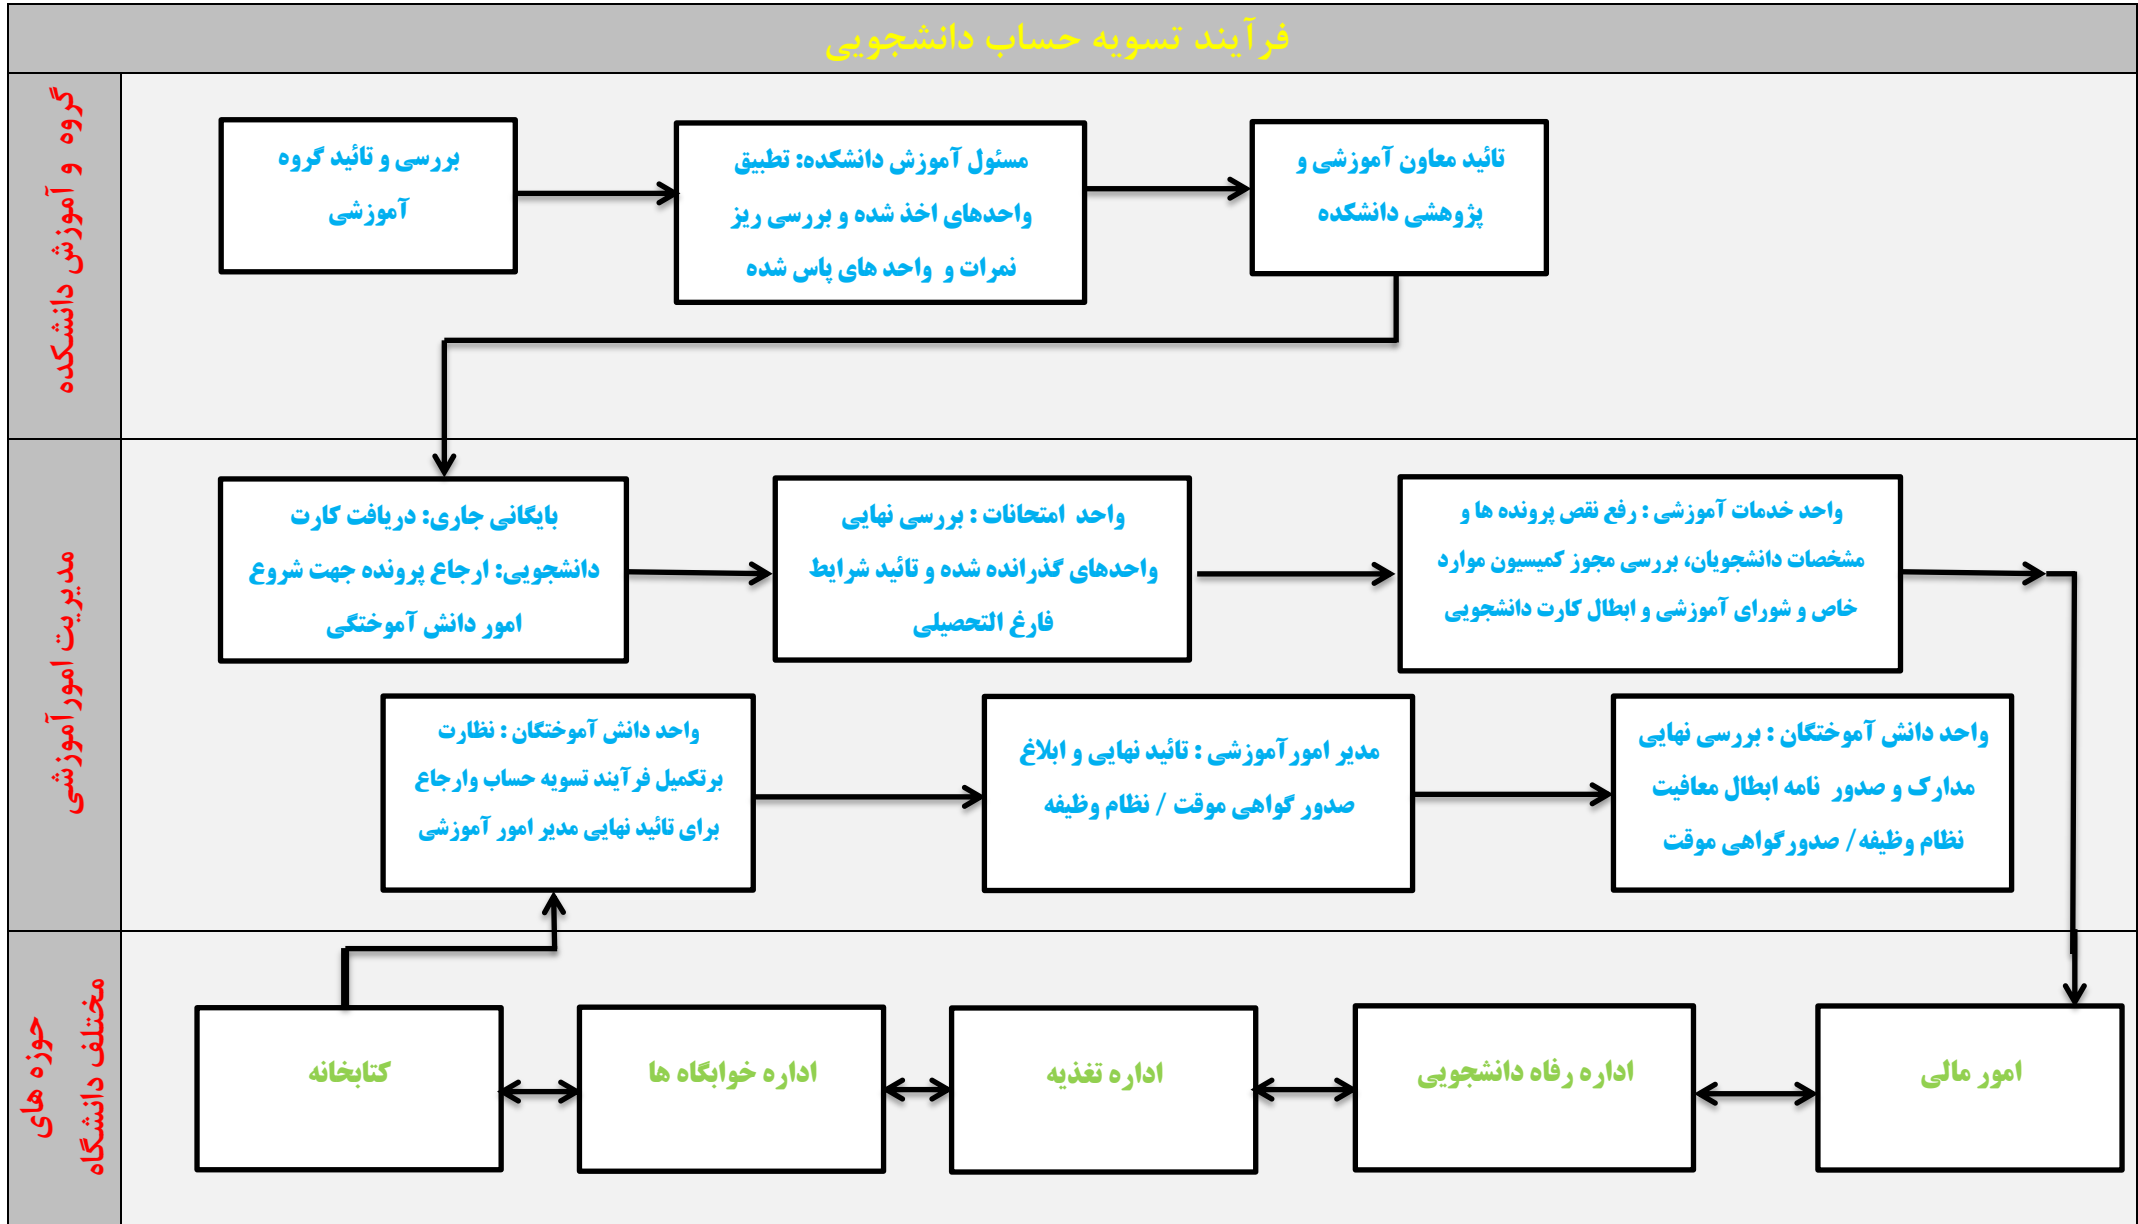 فرآیند تسویه حساب دانشجویی
گروه و آموزش دانشکده
بررسی و تائید گروه
آموزشی
مسئول آموزش دانشکده: تطبیق
واحدهای اخذ شده و بررسی ریز
نمرات و واحد های پاس شده
تائید معاون آموزشی و
پژوهشی دانشکده
مدیریت امورآموزشی
بایگانی جاری: دریافت کارت
دانشجویی: ارجاع پرونده جهت شروع
امور دانش آموختگی
واحد امتحانات : بررسی نهایی
واحدهای گذرانده شده و تائید شرایط
فارغ التحصیلی
واحد خدمات آموزشی : رفع نقص پرونده ها و
مشخصات دانشجویان، بررسی مجوز کمیسیون موارد
خاص و شورای آموزشی و ابطال کارت دانشجویی
واحد دانش آموختگان : نظارت
برتکمیل فرآیند تسویه حساب وارجاع
برای تائید نهایی مدیر امور آموزشی
مدیر امورآموزشی : تائید نهایی و ابلاغ
صدور گواهی موقت / نظام وظیفه
واحد دانش آموختگان : بررسی نهایی
مدارک و صدور نامه ابطال معافیت
نظام وظیفه/ صدورگواهی موقت
حوزه های
مختلف دانشگاه
کتابخانه
اداره خوابگاه ها
اداره تغذیه
اداره رفاه دانشجویی
امور مالی